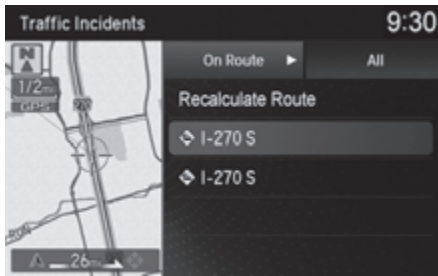 Traffic Incidents
9:30
On Route
All
N
1/2mi
GPS
270
Recalculate Route
I-270 S
I-270 S
26